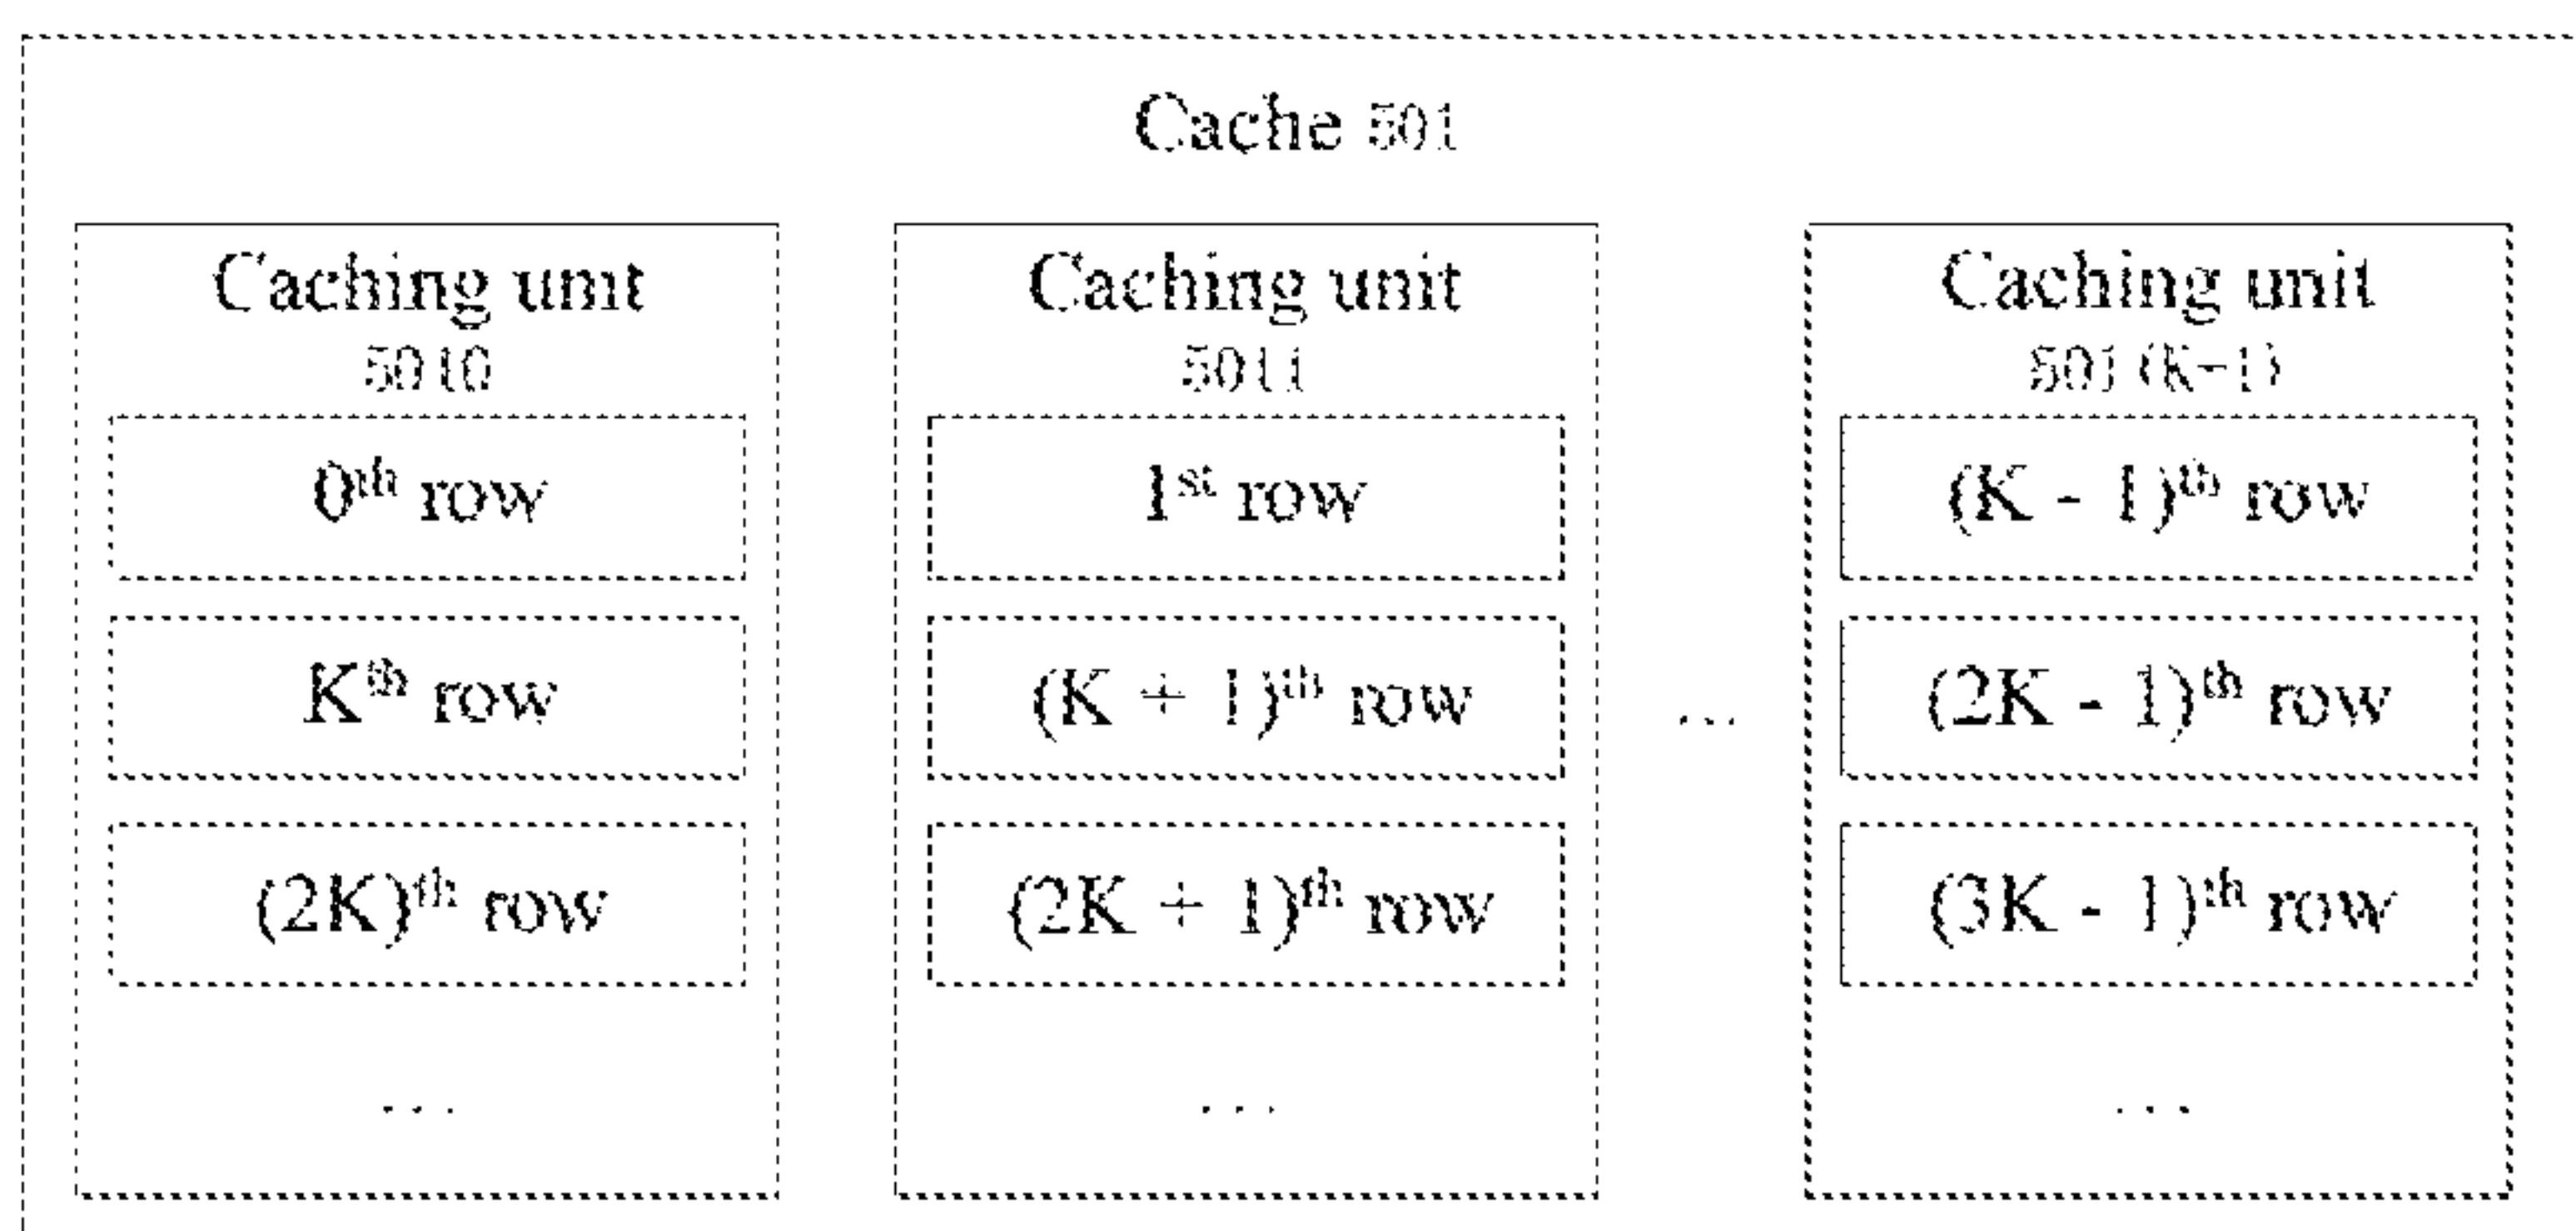 Cache 501
Caching unit
5010
0th row
Kth row
(2K)th row
...
Caching unit
5011
1st row
(K + 1)th row
(2K + 1)th row
...
...
Caching unit
501(K-1)
(K - 1)th row
(2K - 1)th row
(3K - 1)th row
...